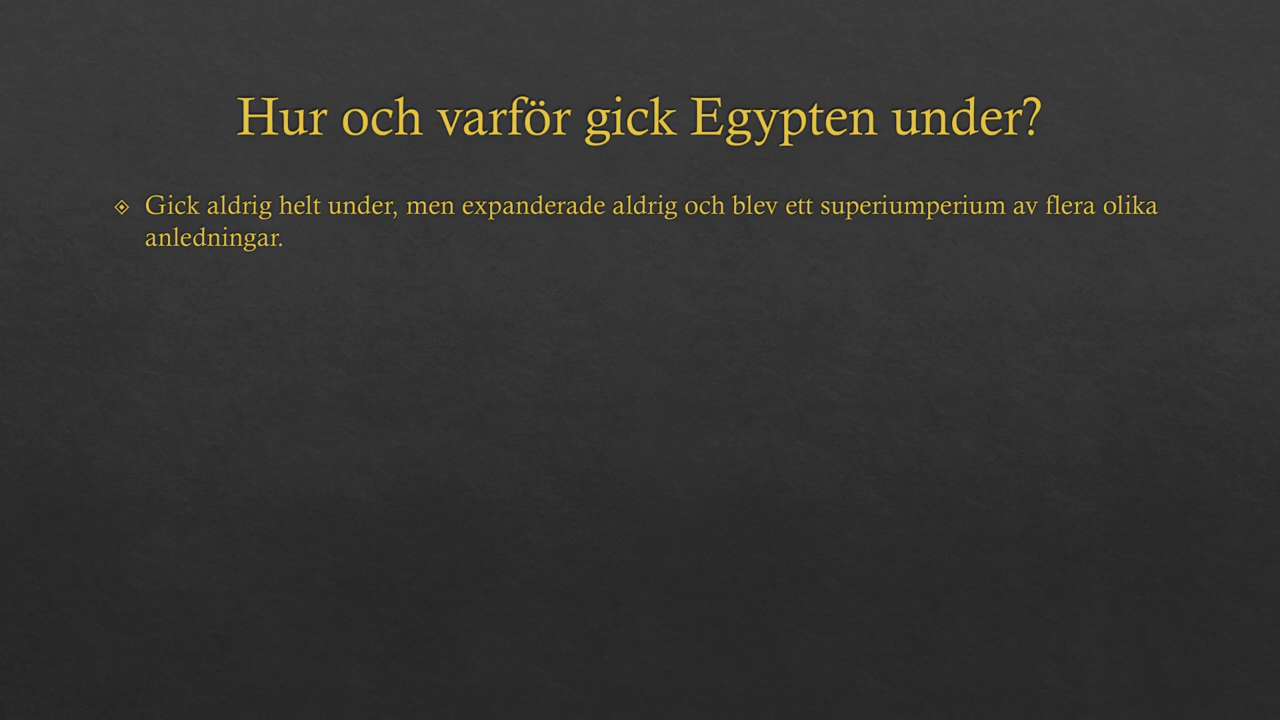 Hur och varför gick Egypten under?
Gick aldrig helt under, men expanderade aldrig och blev ett superiumperium av flera olika
anledningar.